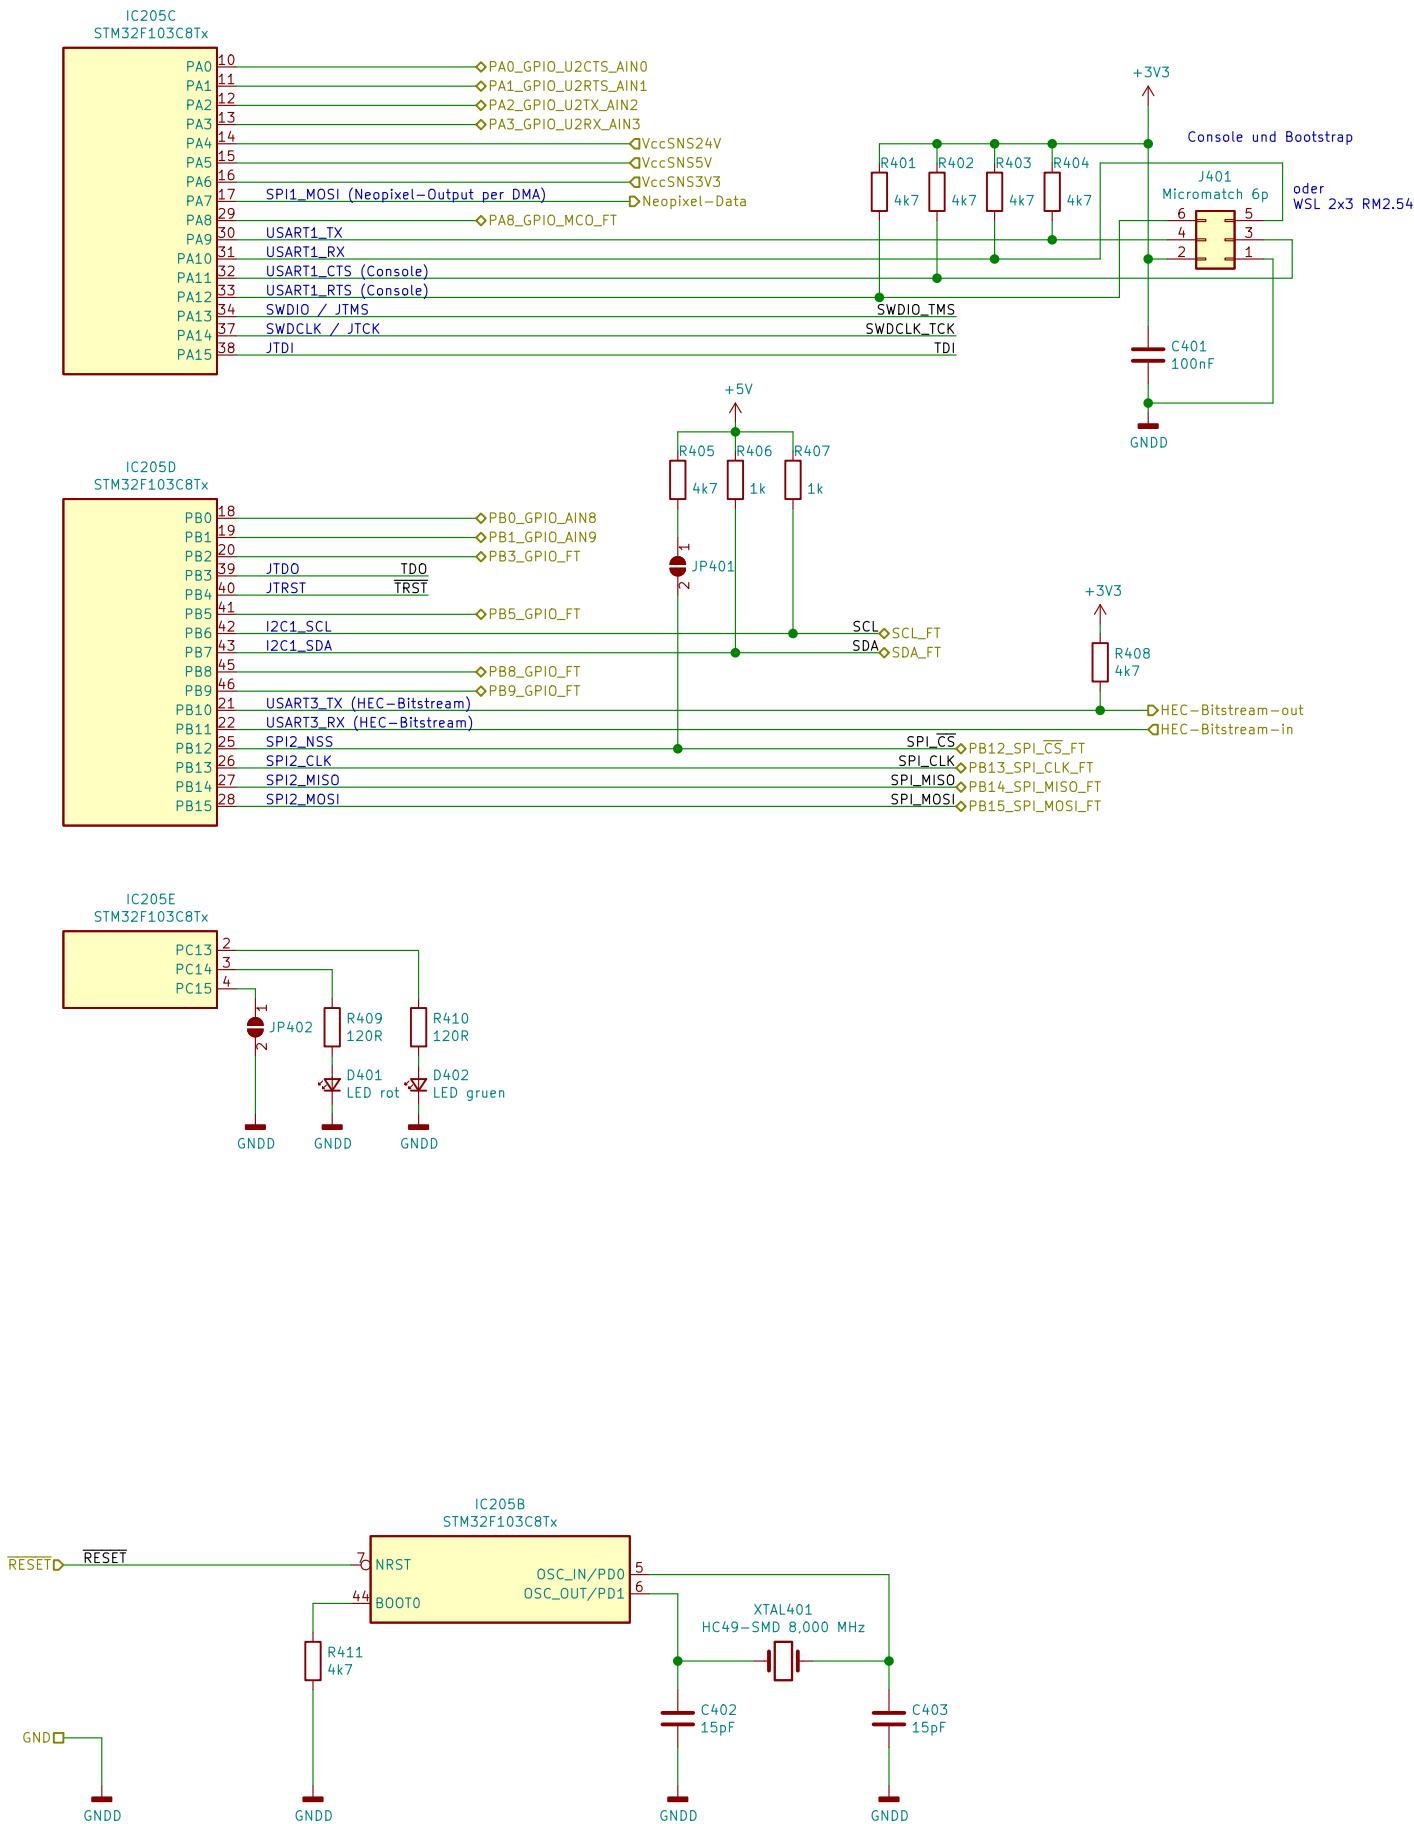 IC205C
STM32F103C8Tx
PA0 10 PA0_GPIO_U2CTS_AIN0
PA1 11 PA1_GPIO_U2RTS_AIN1
PA2 12 PA2_GPIO_U2TX_AIN2
PA3 13 PA3_GPIO_U2RX_AIN3
PA4 14 VccSNS24V
PA5 15 VccSNS5V
PA6 16 VccSNS3V3
PA7 17 SPI1_MOSI (Neopixel-Output per DMA) Neopixel-Data
PA8 29 PA8_GPIO_MCO_FT
PA9 30 USART1_TX
PA10 31 USART1_RX
PA11 32 USART1_CTS (Console)
PA12 33 USART1_RTS (Console)
PA13 34 SWDIO / JTMS SWDIO_TMS
PA14 37 SWDCLK / JTCK SWDCLK_TCK
PA15 38 JTDI TDI
+3V3
Console und Bootstrap
R401 R402 R403 R404
4k7 4k7 4k7 4k7
J401
Micromatch 6p
oder
WSL 2x3 RM2.54
6 5
4 3
2 1
C401
100nF
GNDD
+5V
R405 R406 R407
4k7 1k 1k
1
JP401
2
IC205D
STM32F103C8Tx
PB0 18 PB0_GPIO_AIN8
PB1 19 PB1_GPIO_AIN9
PB2 20 PB3_GPIO_FT
PB3 39 JTDO TDO
PB4 40 JTRST TRST
PB5 41 PB5_GPIO_FT
PB6 42 I2C1_SCL SCL SCL_FT
PB7 43 I2C1_SDA SDA SDA_FT
PB8 45 PB8_GPIO_FT
PB9 46 PB9_GPIO_FT
PB10 21 USART3_TX (HEC-Bitstream) HEC-Bitstream-out
PB11 22 USART3_RX (HEC-Bitstream) HEC-Bitstream-in
PB12 25 SPI2_NSS SPI_CS PB12_SPI_CS_FT
PB13 26 SPI2_CLK SPI_CLK PB13_SPI_CLK_FT
PB14 27 SPI2_MISO SPI_MISO PB14_SPI_MISO_FT
PB15 28 SPI2_MOSI SPI_MOSI PB15_SPI_MOSI_FT
+3V3
R408
4k7
IC205E
STM32F103C8Tx
PC13 2
PC14 3
PC15 4
1
JP402
2
R409
120R
R410
120R
D401
LED rot
D402
LED gruen
GNDD GNDD GNDD
IC205B
STM32F103C8Tx
RESET RESET 7 NRST
44 BOOT0
OSC_IN/PD0 5
OSC_OUT/PD1 6
XTAL401
HC49-SMD 8,000 MHz
R411
4k7
C402
15pF
C403
15pF
GND
GNDD GNDD GNDD GNDD